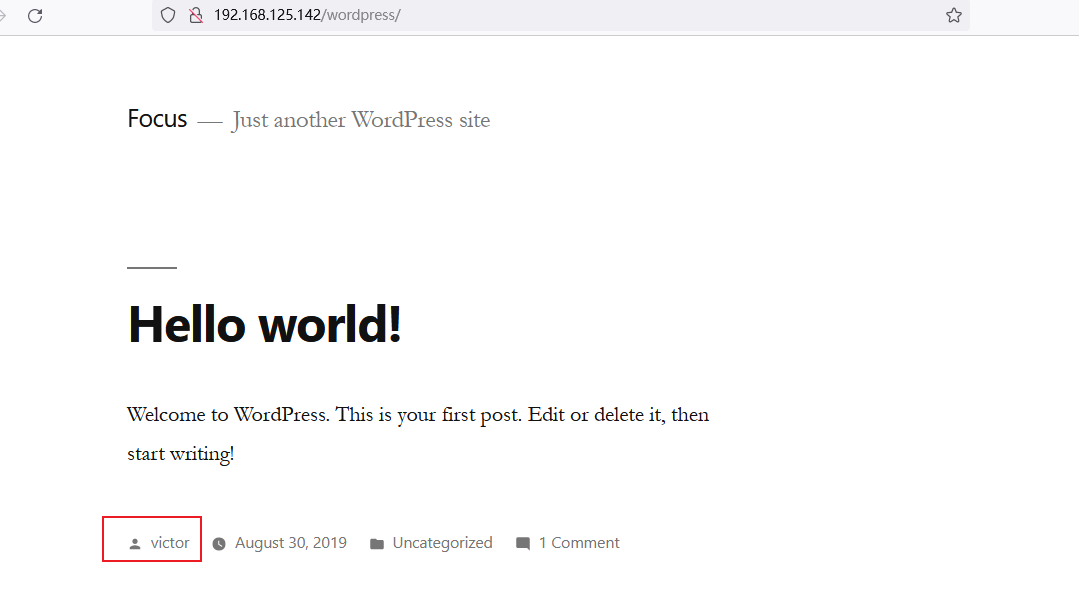 192.168.125.142/wordpress/
Focus — Just another WordPress site
Hello world!
Welcome to WordPress. This is your first post. Edit or delete it, then
start writing!
victor August 30, 2019 Uncategorized 1 Comment